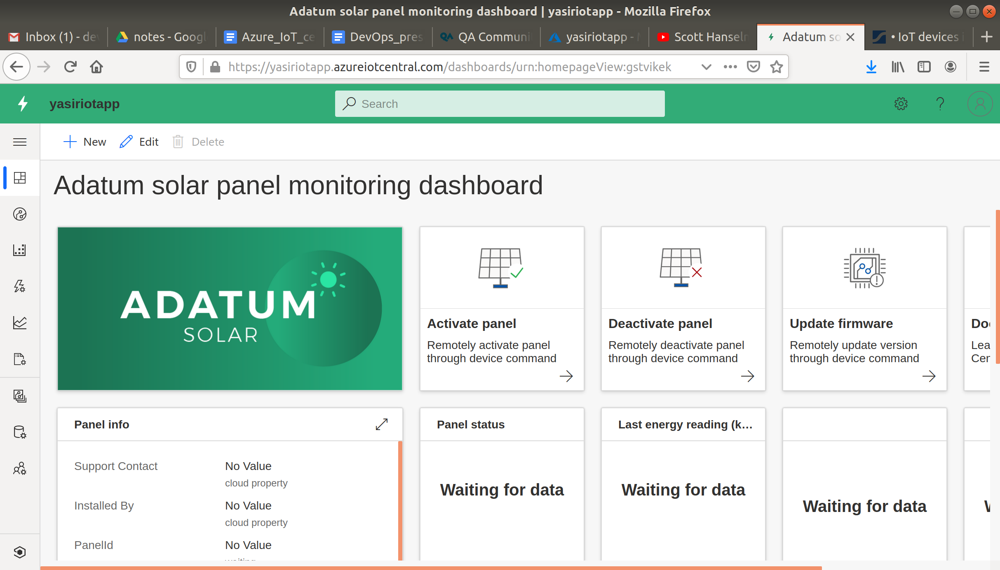 Adatum solar panel monitoring dashboard | yasiriotapp - Mozilla Firefox
Inbox (1) - dev
notes - Googl
Azure_IoT_ce
DevOps_pres
QA Communi
yasiriotapp -
Scott Hanselm
Adatum so
• IoT devices i
https://yasiriotapp.azureiotcentral.com/dashboards/urn:homepageView:gstvikek
yasiriotapp
Search
New
Edit
Delete
Adatum solar panel monitoring dashboard
ADATUM
SOLAR
Activate panel
Remotely activate panel
through device command
Deactivate panel
Remotely deactivate panel
through device command
Update firmware
Remotely update version
through device command
Lea
Cen
Panel info
Support Contact
No Value
cloud property
Installed By
No Value
cloud property
PanelId
No Value
Panel status
Waiting for data
Last energy reading (k…
Waiting for data
Waiting for data